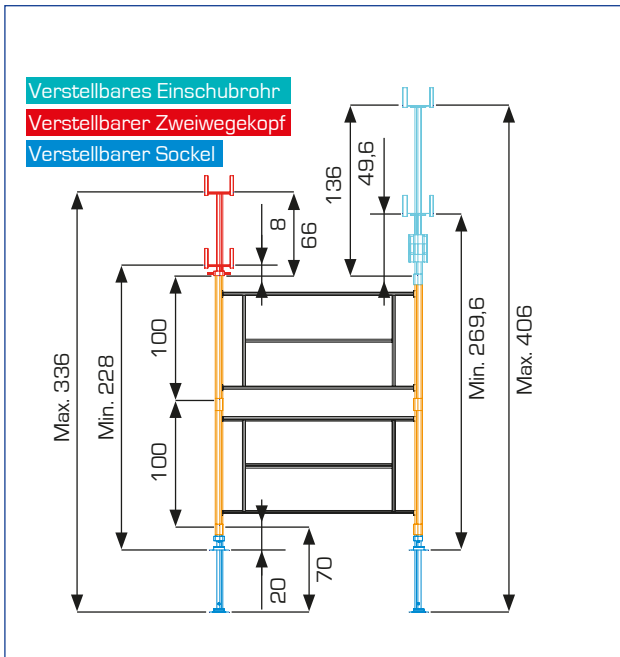 Verstellbares Einschubrohr
Verstellbarer Zweiwegekopf
Verstellbarer Sockel
136
49,6
8
66
100
100
Max. 336
Min. 228
Min. 269,6
Max. 406
20
70